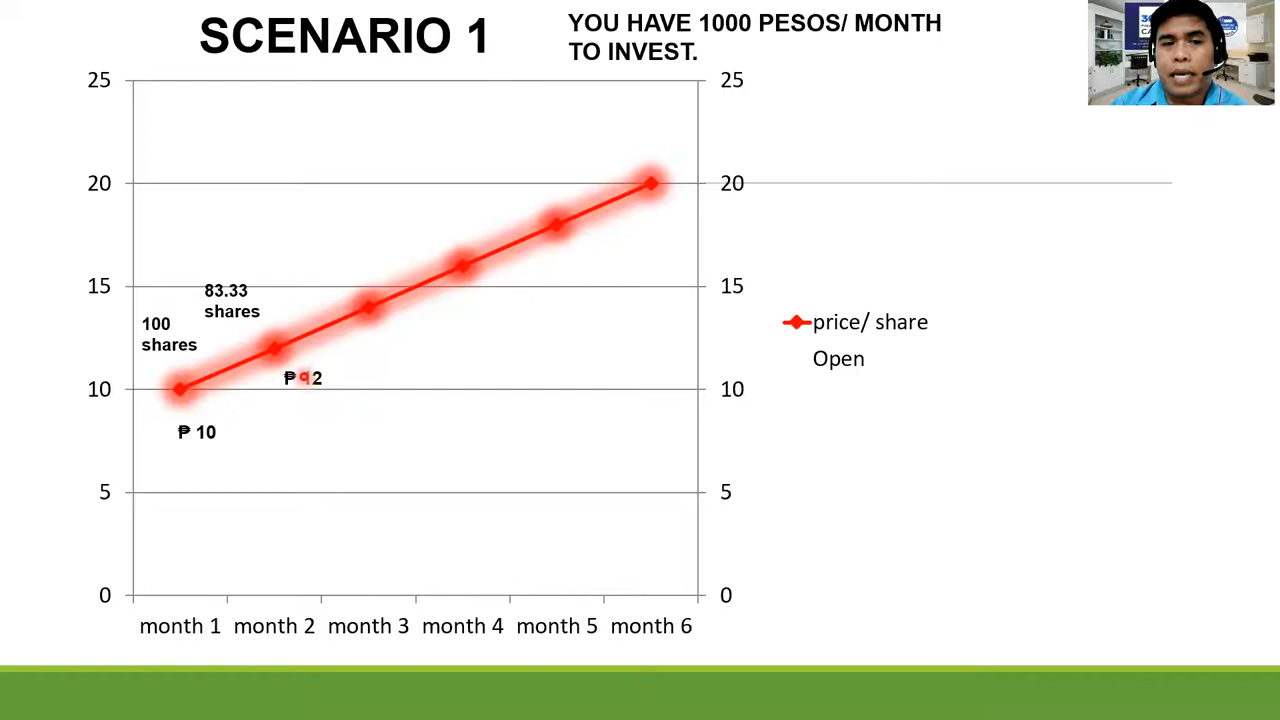 SCENARIO 1
YOU HAVE 1000 PESOS/ MONTH
TO INVEST.
25
20
15
10
5
0
25
20
15
10
5
0
83.33
shares
100
shares
₱ 12
₱ 10
month 1 month 2 month 3 month 4 month 5 month 6
price/ share
Open